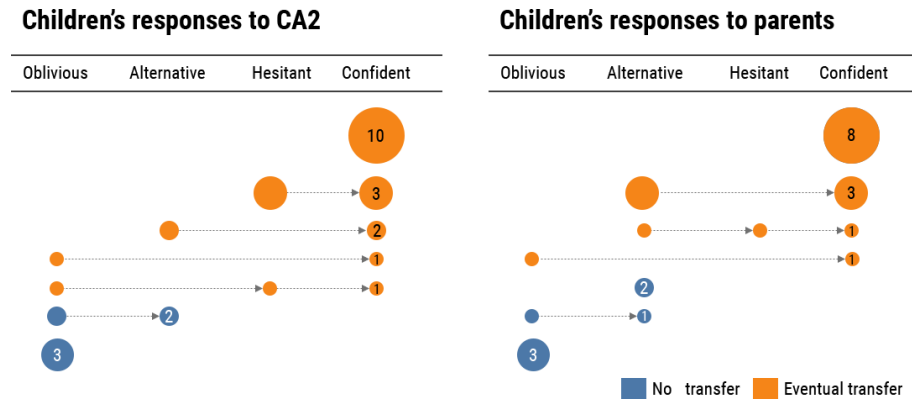 Children's responses to CA2
Oblivious Alternative Hesitant Confident
10
3
2
1
1
2
3
Children's responses to parents
Oblivious Alternative Hesitant Confident
8
3
1
1
2
1
3
No transfer Eventual transfer